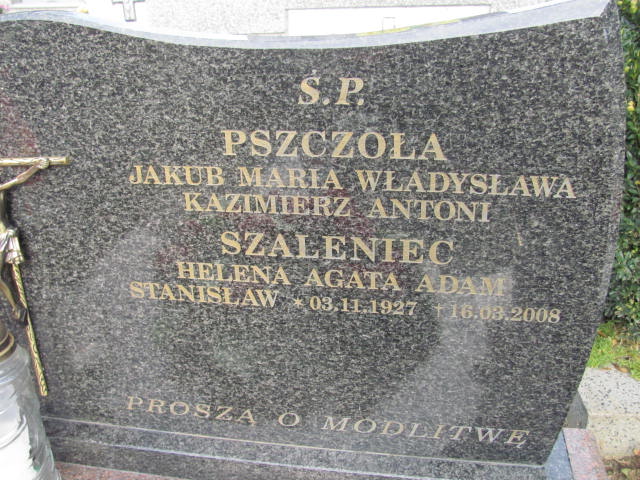 Ś.P.
PSZCZOŁA
JAKUB MARIA WŁADYSŁAWA
KAZIMIERZ ANTONI
SZALENIEC
HELENA AGATA ADAM
STANISŁAW * 03.11.1927 † 16.03.2008
PROSZĄ O MODLITWĘ